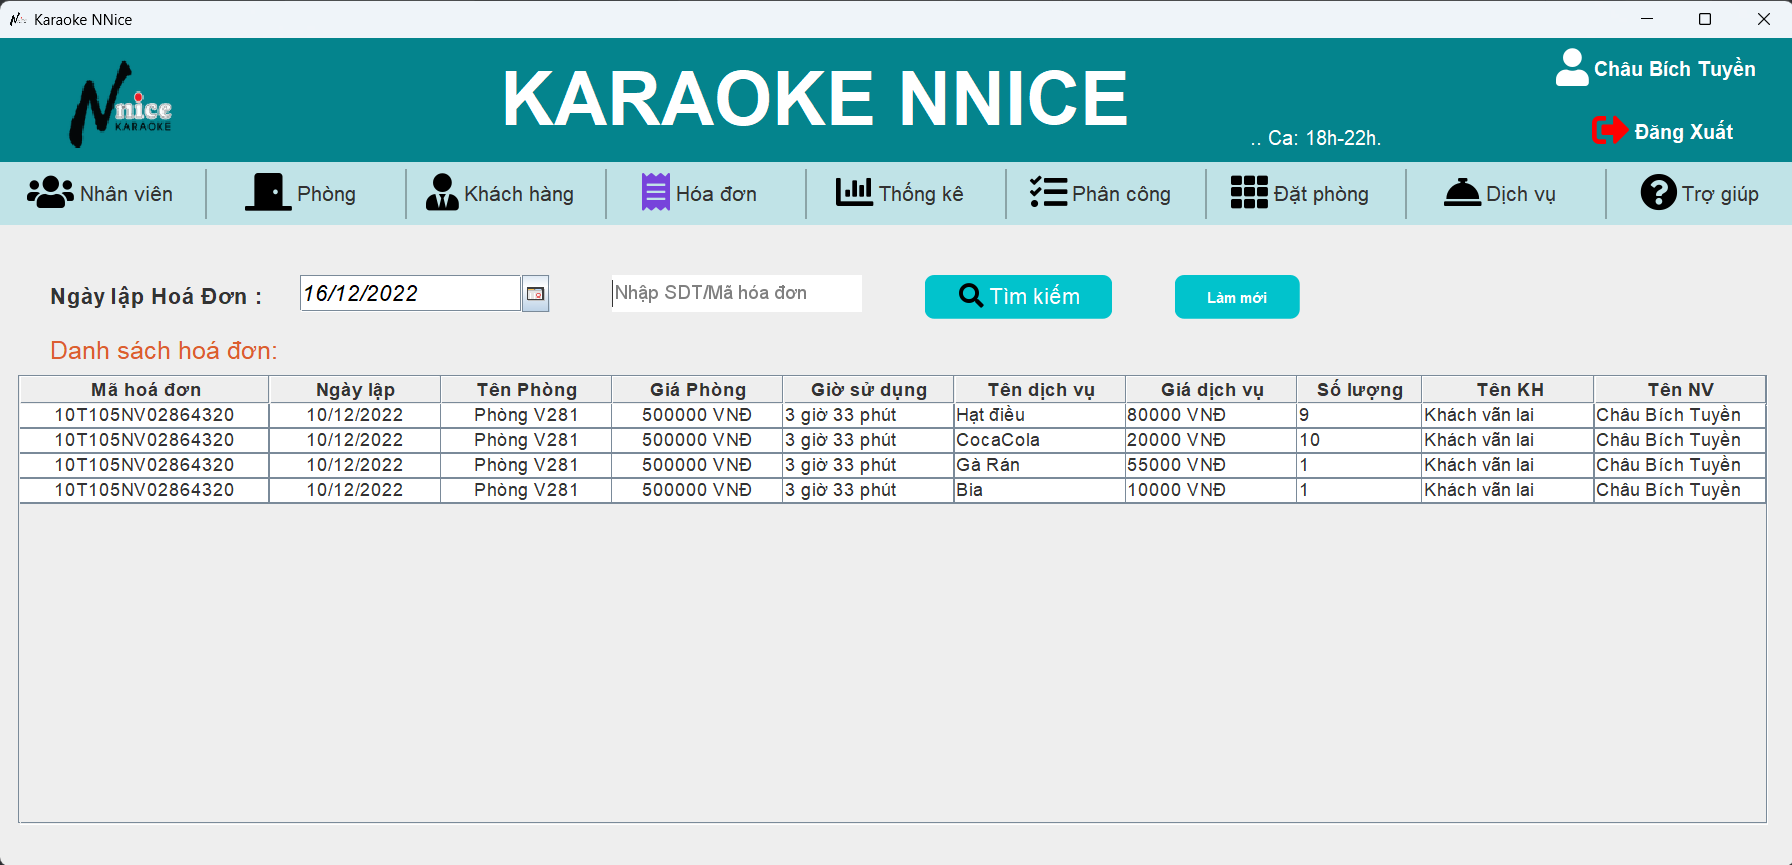 Karaoke NNice
Nnice
KARAOKE
KARAOKE NNICE
.. Ca: 18h-22h.
Châu Bích Tuyền
Đăng Xuất
Nhân viên Phòng Khách hàng Hóa đơn Thống kê Phân công Đặt phòng Dịch vụ Trợ giúp
Ngày lập Hoá Đơn : 16/12/2022 Nhập SDT/Mã hóa đơn Tìm kiếm Làm mới
Danh sách hoá đơn:
Mã hoá đơn Ngày lập Tên Phòng Giá Phòng Giờ sử dụng Tên dịch vụ Giá dịch vụ Số lượng Tên KH Tên NV
10T105NV02864320 10/12/2022 Phòng V281 500000 VNĐ 3 giờ 33 phút Hạt điều 80000 VNĐ 9 Khách vãn lai Châu Bích Tuyền
10T105NV02864320 10/12/2022 Phòng V281 500000 VNĐ 3 giờ 33 phút CocaCola 20000 VNĐ 10 Khách vãn lai Châu Bích Tuyền
10T105NV02864320 10/12/2022 Phòng V281 500000 VNĐ 3 giờ 33 phút Gà Rán 55000 VNĐ 1 Khách vãn lai Châu Bích Tuyền
10T105NV02864320 10/12/2022 Phòng V281 500000 VNĐ 3 giờ 33 phút Bia 10000 VNĐ 1 Khách vãn lai Châu Bích Tuyền